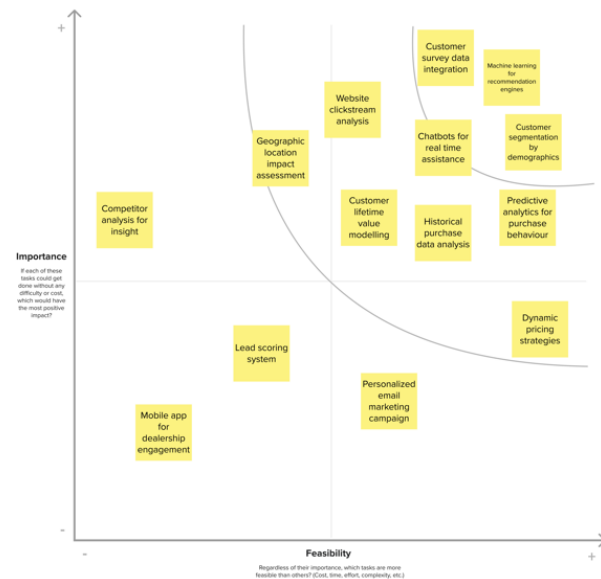 +
Customer
survey data
integration
Machine learning
for
recommendation
engines
Website
clickstream
analysis
Chatbots for
real time
assistance
Customer
segmentation
by
demographics
Geographic
location
impact
assessment
Competitor
analysis for
insight
Customer
lifetime
value
modelling
Historical
purchase
data analysis
Predictive
analytics for
purchase
behaviour
Importance
If each of these
tasks could get
done without any
difficulty or cost,
which would have
the most positive
impact?
Dynamic
pricing
strategies
Lead scoring
system
Personalized
email
marketing
campaign
Mobile app
for
dealership
engagement
-
-
Feasibility
+
Regardless of their importance, which tasks are more
feasible than others? (Cost, time, effort, complexity, etc.)